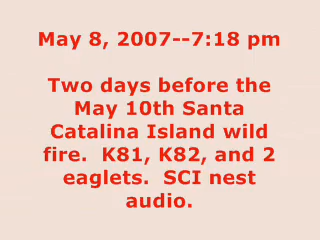 May 8, 2007--7:18 pm
Two days before the
May 10th Santa
Catalina Island wild
fire.  K81, K82, and 2
eaglets.  SCI nest
audio.